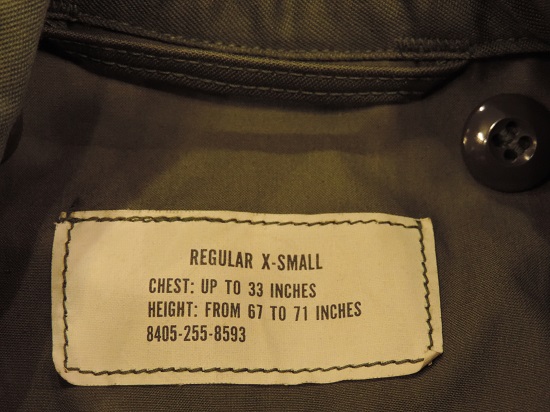 REGULAR X-SMALL
CHEST: UP TO 33 INCHES
HEIGHT: FROM 67 TO 71 INCHES
8405-255-8593